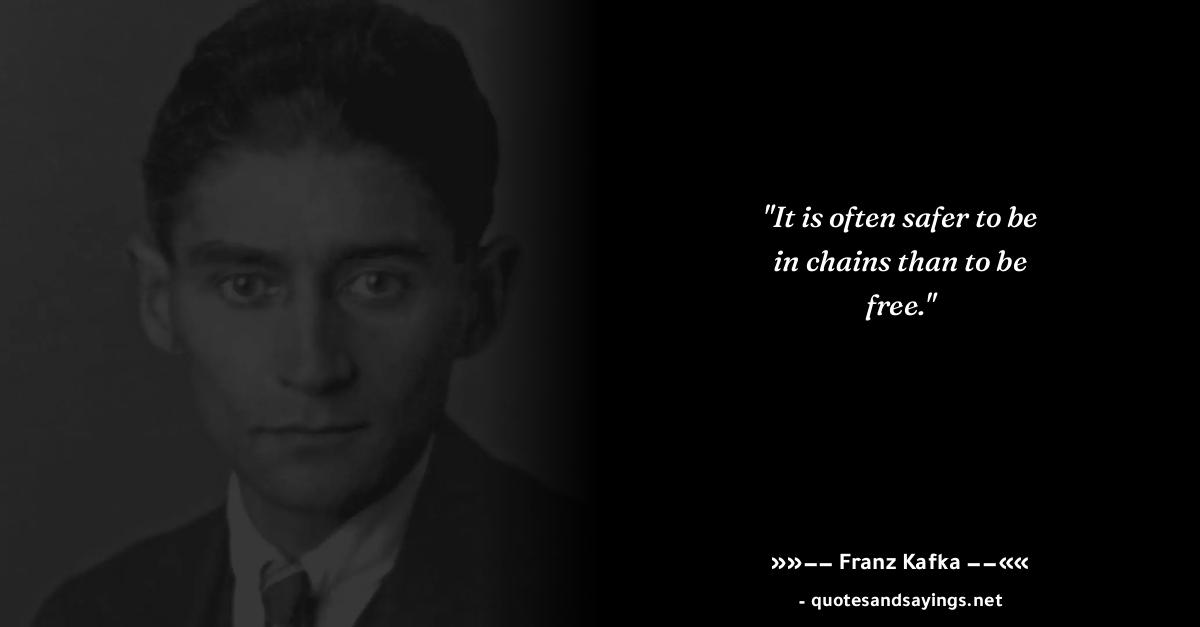 "It is often safer to be
in chains than to be
free."
»»–– Franz Kafka ––««
- quotesandsayings.net